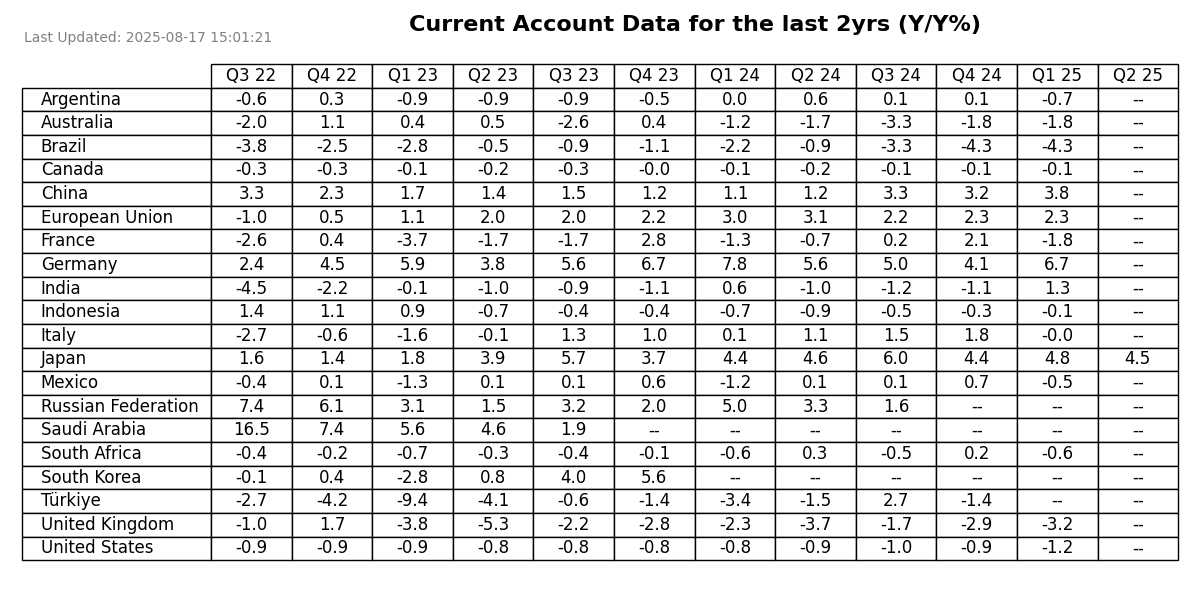 Current Account Data for the last 2yrs (Y/Y%)
Last Updated: 2025-08-17 15:01:21
Q3 22 Q4 22 Q1 23 Q2 23 Q3 23 Q4 23 Q1 24 Q2 24 Q3 24 Q4 24 Q1 25 Q2 25
Argentina -0.6 0.3 -0.9 -0.9 -0.9 -0.5 0.0 0.6 0.1 0.1 -0.7 --
Australia -2.0 1.1 0.4 0.5 -2.6 0.4 -1.2 -1.7 -3.3 -1.8 -1.8 --
Brazil -3.8 -2.5 -2.8 -0.5 -0.9 -1.1 -2.2 -0.9 -3.3 -4.3 -4.3 --
Canada -0.3 -0.3 -0.1 -0.2 -0.3 -0.0 -0.1 -0.2 -0.1 -0.1 -0.1 --
China 3.3 2.3 1.7 1.4 1.5 1.2 1.1 1.2 3.3 3.2 3.8 --
European Union -1.0 0.5 1.1 2.0 2.0 2.2 3.0 3.1 2.2 2.3 2.3 --
France -2.6 0.4 -3.7 -1.7 -1.7 2.8 -1.3 -0.7 0.2 2.1 -1.8 --
Germany 2.4 4.5 5.9 3.8 5.6 6.7 7.8 5.6 5.0 4.1 6.7 --
India -4.5 -2.2 -0.1 -1.0 -0.9 -1.1 0.6 -1.0 -1.2 -1.1 1.3 --
Indonesia 1.4 1.1 0.9 -0.7 -0.4 -0.4 -0.7 -0.9 -0.5 -0.3 -0.1 --
Italy -2.7 -0.6 -1.6 -0.1 1.3 1.0 0.1 1.1 1.5 1.8 -0.0 --
Japan 1.6 1.4 1.8 3.9 5.7 3.7 4.4 4.6 6.0 4.4 4.8 4.5
Mexico -0.4 0.1 -1.3 0.1 0.1 0.6 -1.2 0.1 0.1 0.7 -0.5 --
Russian Federation 7.4 6.1 3.1 1.5 3.2 2.0 5.0 3.3 1.6 -- -- --
Saudi Arabia 16.5 7.4 5.6 4.6 1.9 -- -- -- -- -- -- --
South Africa -0.4 -0.2 -0.7 -0.3 -0.4 -0.1 -0.6 0.3 -0.5 0.2 -0.6 --
South Korea -0.1 0.4 -2.8 0.8 4.0 5.6 -- -- -- -- -- --
Türkiye -2.7 -4.2 -9.4 -4.1 -0.6 -1.4 -3.4 -1.5 2.7 -1.4 -- --
United Kingdom -1.0 1.7 -3.8 -5.3 -2.2 -2.8 -2.3 -3.7 -1.7 -2.9 -3.2 --
United States -0.9 -0.9 -0.9 -0.8 -0.8 -0.8 -0.8 -0.9 -1.0 -0.9 -1.2 --